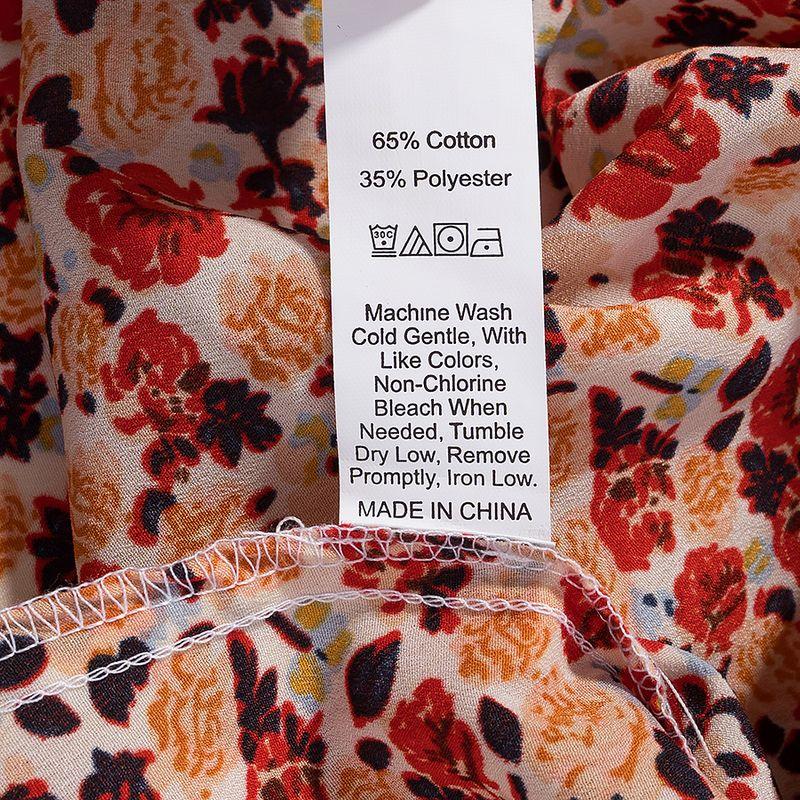 65% Cotton
35% Polyester
30C
Machine Wash
Cold Gentle, With
Like Colors,
Non-Chlorine
Bleach When
Needed, Tumble
Dry Low, Remove
Promptly, Iron Low.
MADE IN CHINA